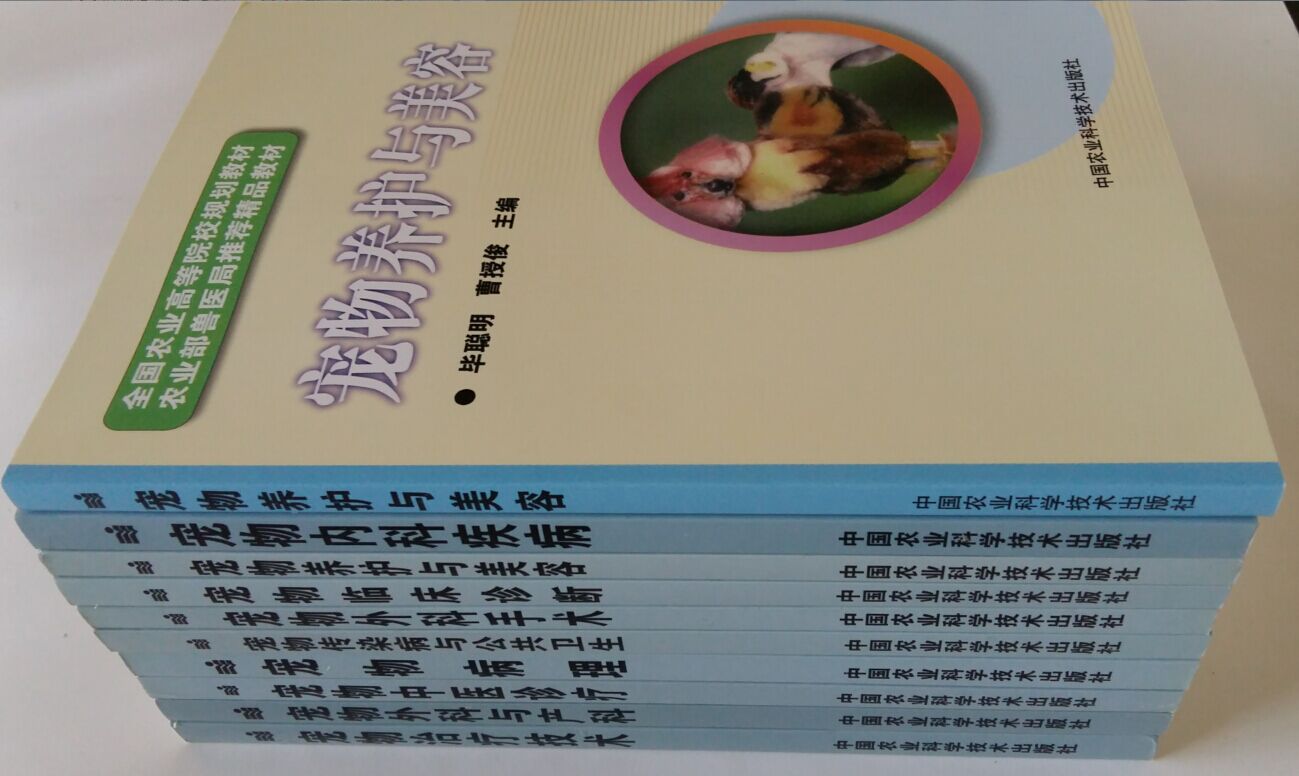 全国农业高等院校规划教材
农业部兽医局推荐精品教材
宠物养护与美容
● 毕聪明 曹授俊 主编
中国农业科学技术出版社
宠物养护与美容 中国农业科学技术出版社
宠物内科疾病 中国农业科学技术出版社
宠物养护与美容 中国农业科学技术出版社
宠物临床诊断 中国农业科学技术出版社
宠物外科手术 中国农业科学技术出版社
宠物传染病与公共卫生 中国农业科学技术出版社
宠物病理 中国农业科学技术出版社
宠物中医诊疗 中国农业科学技术出版社
宠物外科与产科 中国农业科学技术出版社
宠物治疗技术 中国农业科学技术出版社